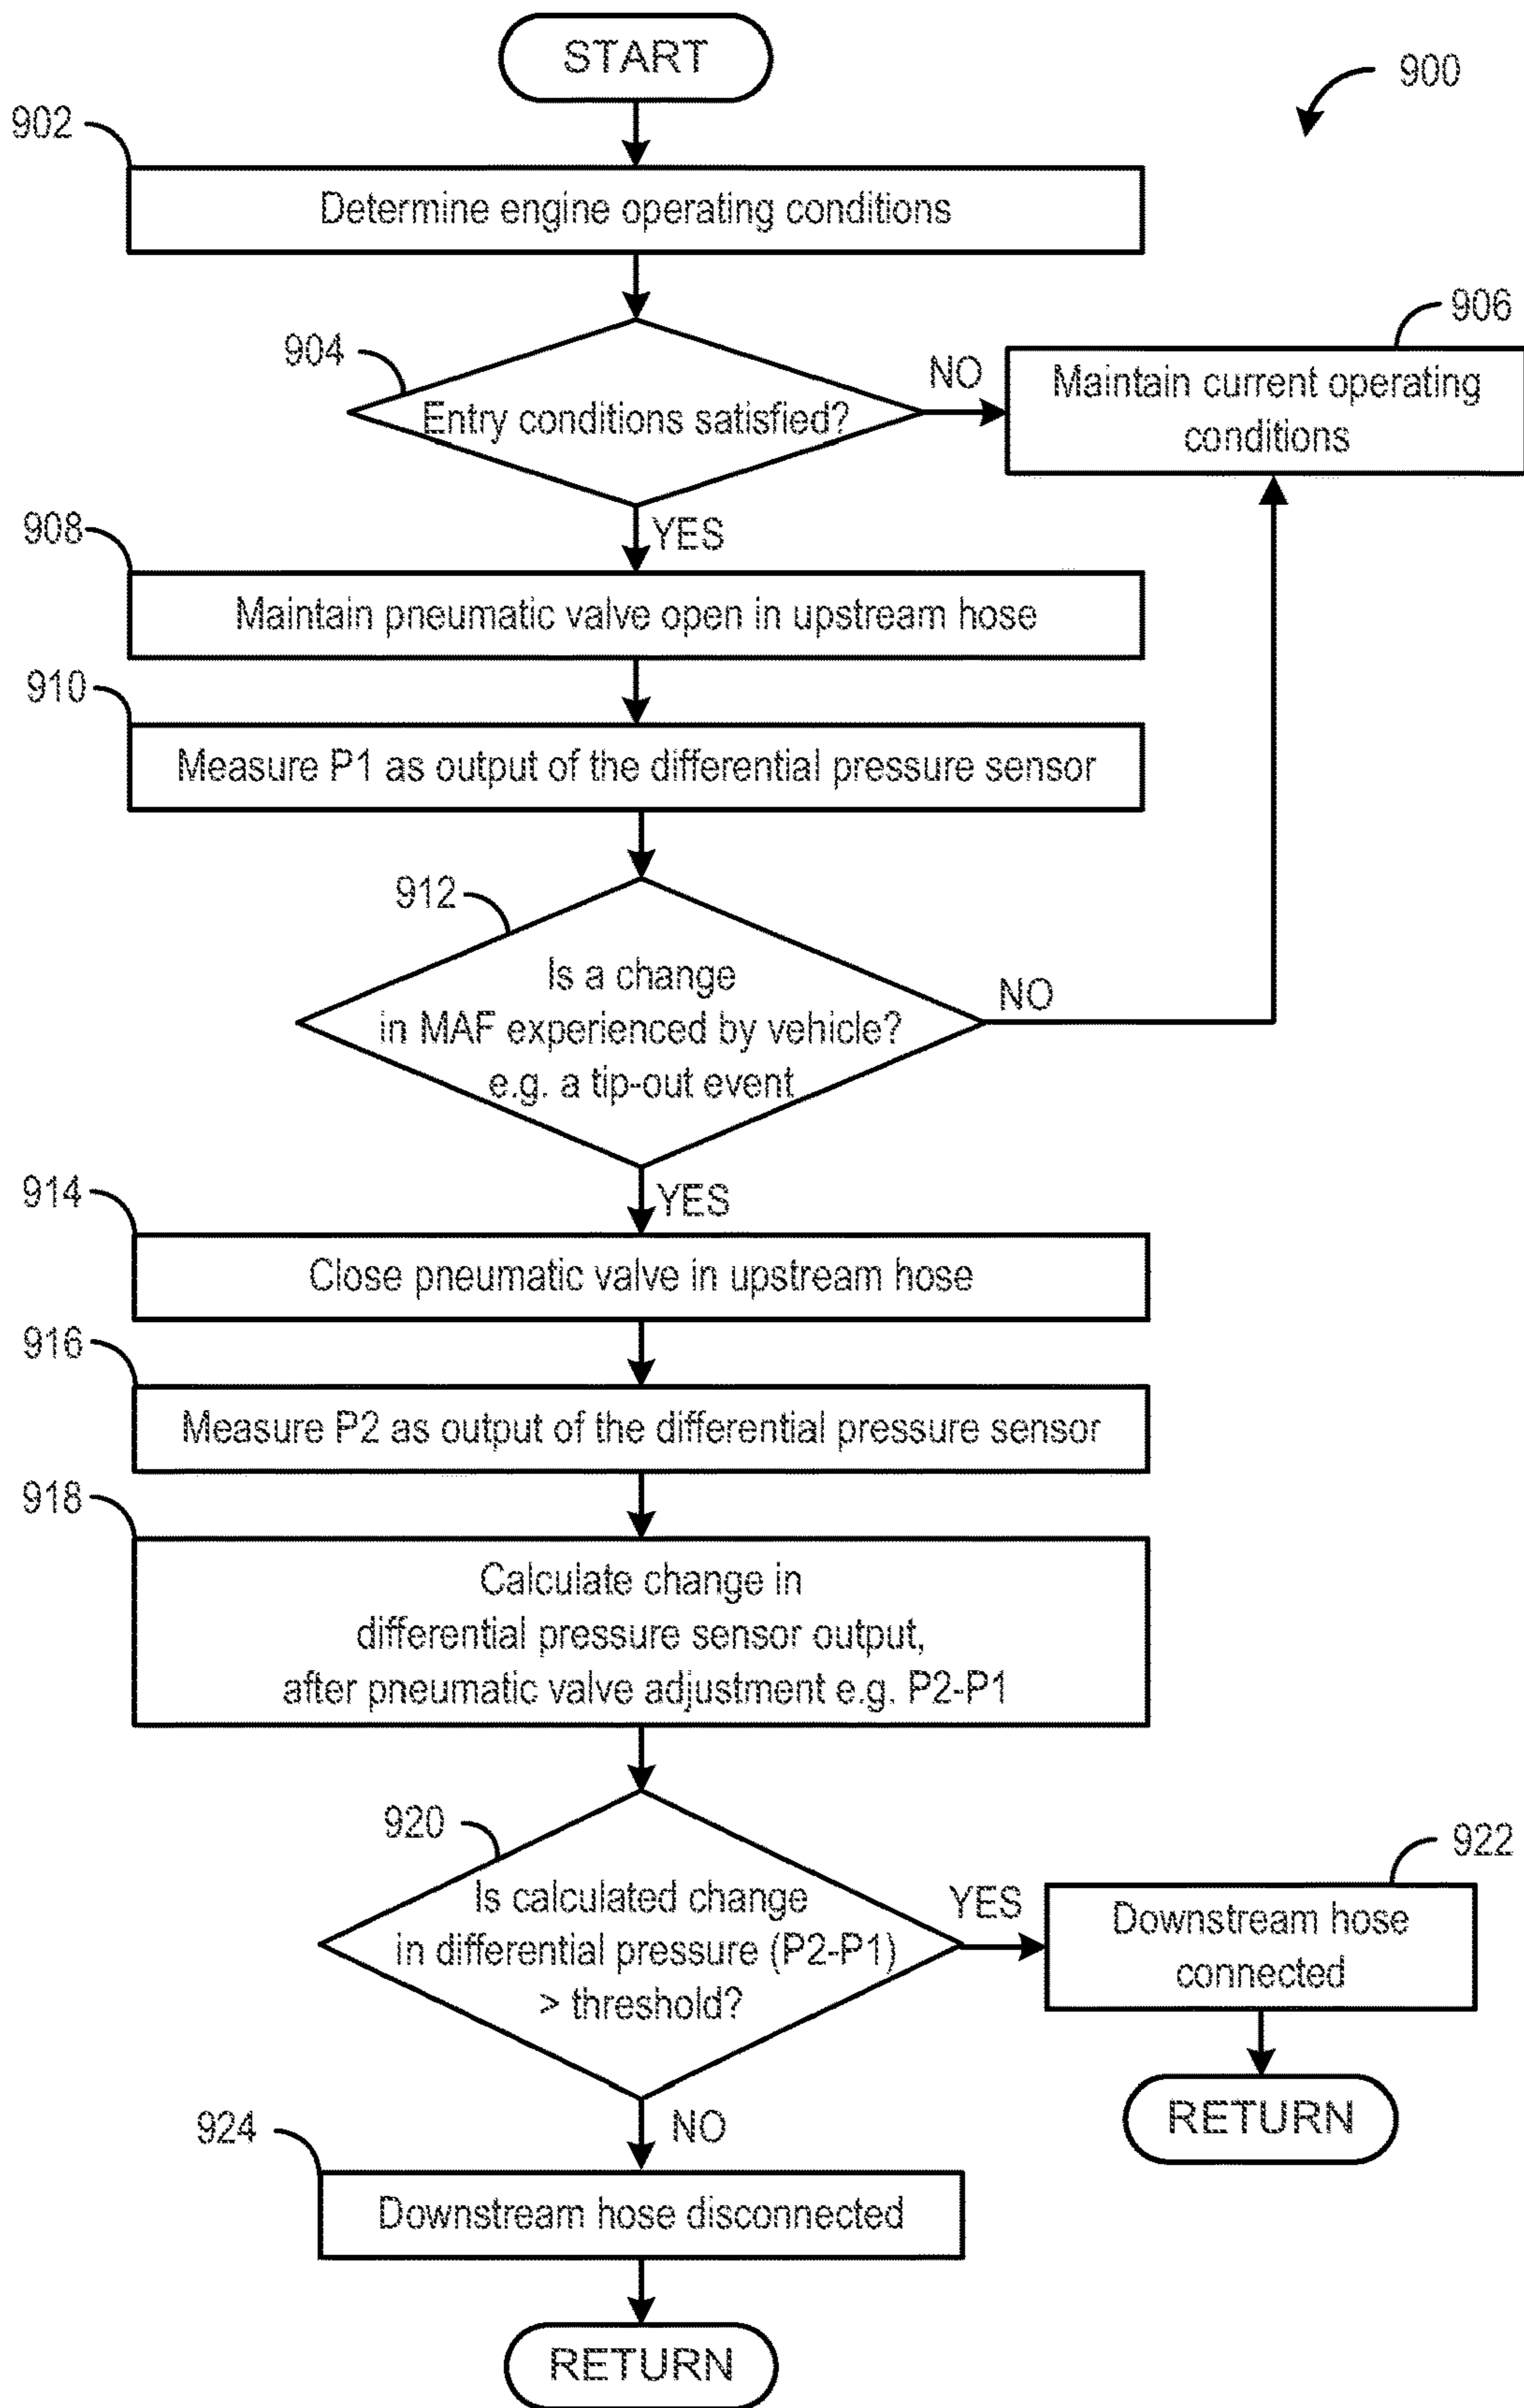 START
900
902
Determine engine operating conditions
904
Entry conditions satisfied?
NO
906
Maintain current operating
conditions
YES
908
Maintain pneumatic valve open in upstream hose
910
Measure P1 as output of the differential pressure sensor
912
Is a change
in MAF experienced by vehicle?
e.g. a tip-out event
NO
YES
914
Close pneumatic valve in upstream hose
916
Measure P2 as output of the differential pressure sensor
918
Calculate change in
differential pressure sensor output,
after pneumatic valve adjustment e.g. P2-P1
920
Is calculated change
in differential pressure (P2-P1)
> threshold?
YES
922
Downstream hose
connected
RETURN
NO
924
Downstream hose disconnected
RETURN